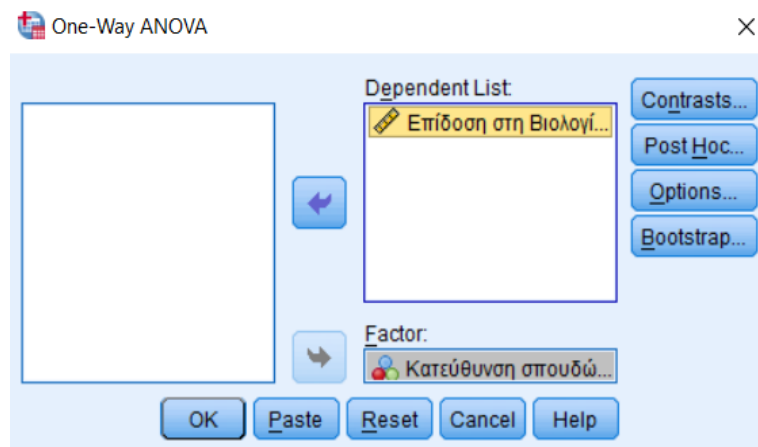 One-Way ANOVA
Dependent List:
Επίδοση στη Βιολογί...
Contrasts...
Post Hoc...
Options...
Bootstrap...
Factor:
Κατεύθυνση σπουδώ...
OK Paste Reset Cancel Help